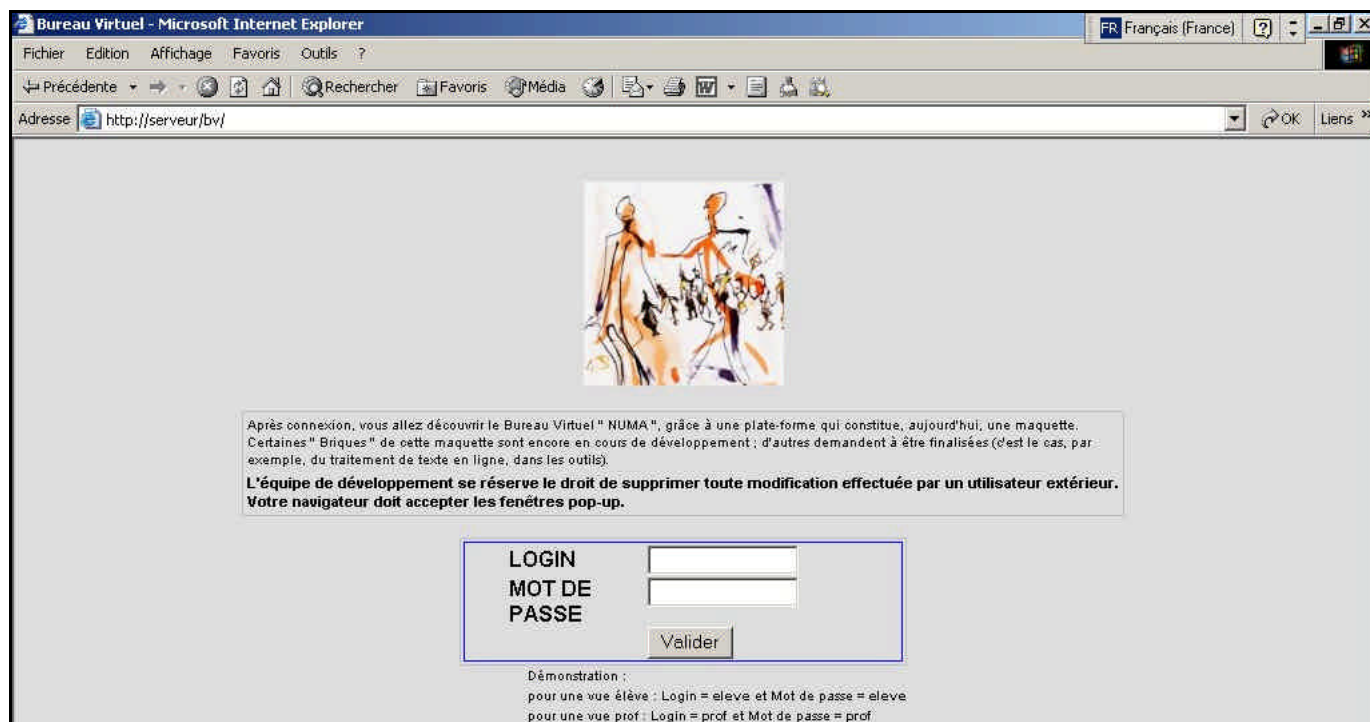 Bureau Virtuel - Microsoft Internet Explorer
FR Français (France)
Fichier Edition Affichage Favoris Outils ?
Précédente Rechercher Favoris Média
Adresse http://serveur/bv/ OK Liens »
Après connexion, vous allez découvrir le Bureau Virtuel " NUMA ", grâce à une plate-forme qui constitue, aujourd'hui, une maquette.
Certaines " Briques " de cette maquette sont encore en cours de développement ; d'autres demandent à être finalisées (c'est le cas, par
exemple, du traitement de texte en ligne, dans les outils).
L'équipe de développement se réserve le droit de supprimer toute modification effectuée par un utilisateur extérieur.
Votre navigateur doit accepter les fenêtres pop-up.
LOGIN
MOT DE
PASSE
Valider
Démonstration :
pour une vue élève : Login = eleve et Mot de passe = eleve
pour une vue prof : Login = prof et Mot de passe = prof